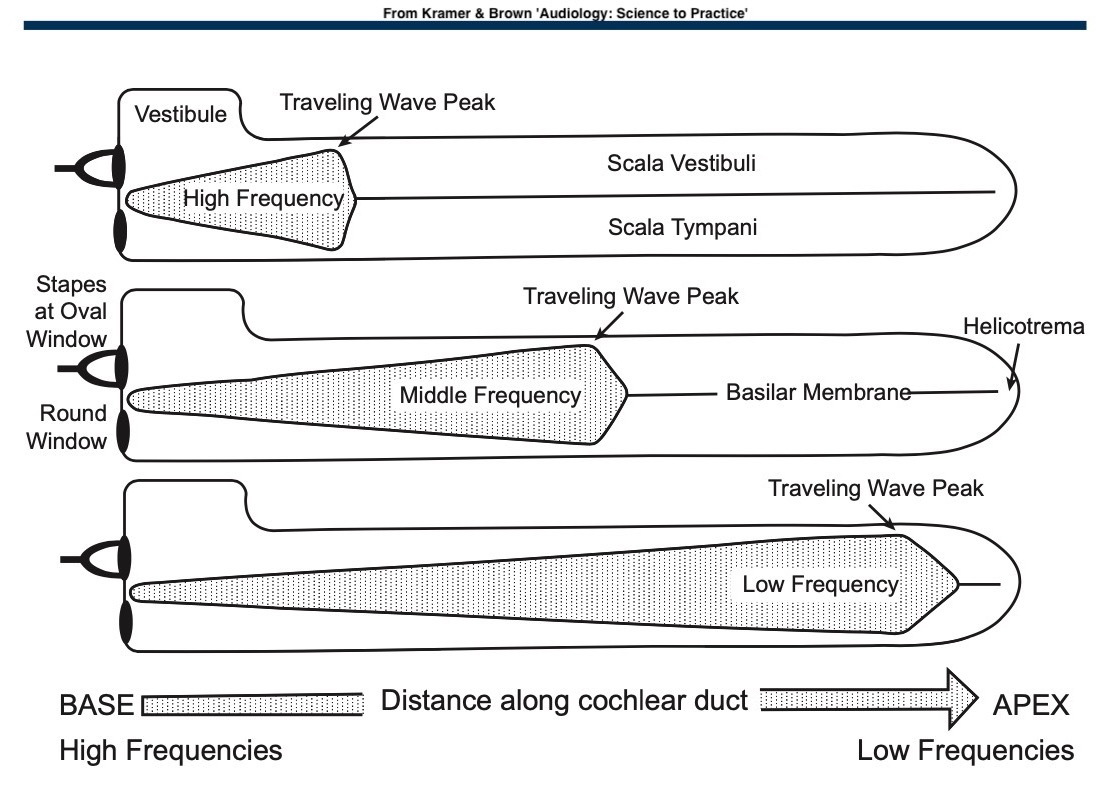 From Kramer & Brown 'Audiology: Science to Practice'
Vestibule
Traveling Wave Peak
Scala Vestibuli
High Frequency
Scala Tympani
Stapes
at Oval
Window
Traveling Wave Peak
Helicotrema
Middle Frequency
Basilar Membrane
Round
Window
Traveling Wave Peak
Low Frequency
BASE
Distance along cochlear duct
APEX
High Frequencies
Low Frequencies